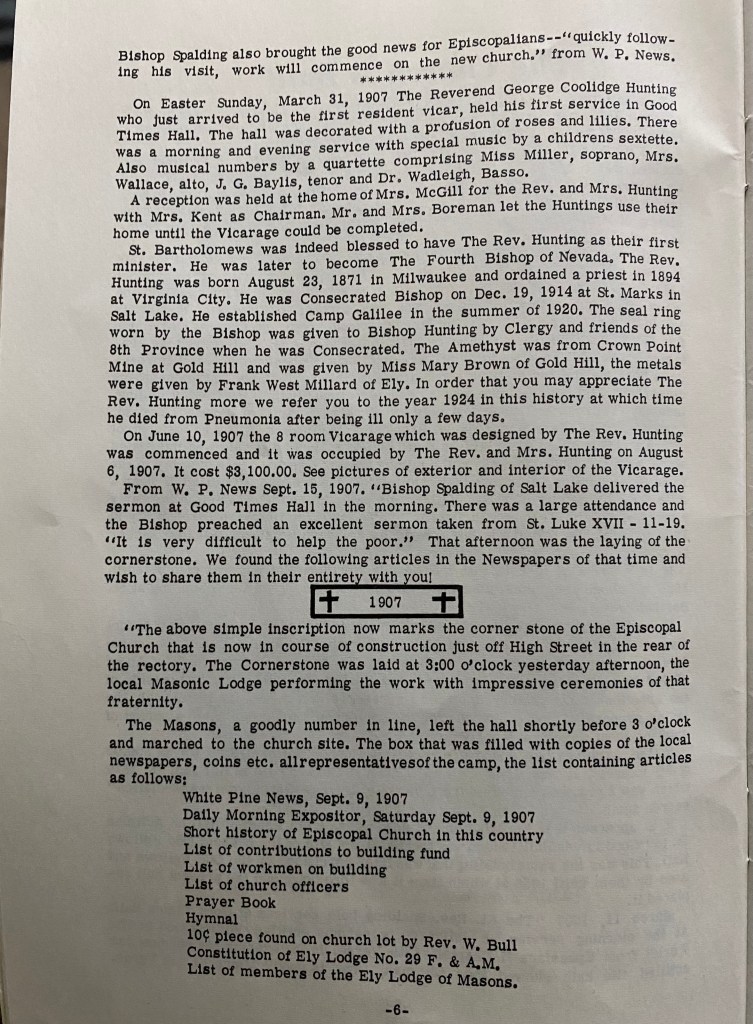 Bishop Spalding also brought the good news for Episcopalians--"quickly follow-
ing his visit, work will commence on the new church." from W. P. News.
************
On Easter Sunday, March 31, 1907 The Reverend George Coolidge Hunting
who just arrived to be the first resident vicar, held his first service in Good
Times Hall. The hall was decorated with a profusion of roses and lilies. There
was a morning and evening service with special music by a childrens sextette.
Also musical numbers by a quartette comprising Miss Miller, soprano, Mrs.
Wallace, alto, J. G. Baylis, tenor and Dr. Wadleigh, Basso.
A reception was held at the home of Mrs. McGill for the Rev. and Mrs. Hunting
with Mrs. Kent as Chairman. Mr. and Mrs. Boreman let the Huntings use their
home until the Vicarage could be completed.
St. Bartholomews was indeed blessed to have The Rev. Hunting as their first
minister. He was later to become The Fourth Bishop of Nevada. The Rev.
Hunting was born August 23, 1871 in Milwaukee and ordained a priest in 1894
at Virginia City. He was Consecrated Bishop on Dec. 19, 1914 at St. Marks in
Salt Lake. He established Camp Galilee in the summer of 1920. The seal ring
worn by the Bishop was given to Bishop Hunting by Clergy and friends of the
8th Province when he was Consecrated. The Amethyst was from Crown Point
Mine at Gold Hill and was given by Miss Mary Brown of Gold Hill, the metals
were given by Frank West Millard of Ely. In order that you may appreciate The
Rev. Hunting more we refer you to the year 1924 in this history at which time
he died from Pneumonia after being ill only a few days.
On June 10, 1907 the 8 room Vicarage which was designed by The Rev. Hunting
was commenced and it was occupied by The Rev. and Mrs. Hunting on August
6, 1907. It cost $3,100.00. See pictures of exterior and interior of the Vicarage.
From W. P. News Sept. 15, 1907. "Bishop Spalding of Salt Lake delivered the
sermon at Good Times Hall in the morning. There was a large attendance and
the Bishop preached an excellent sermon taken from St. Luke XVII - 11-19.
"It is very difficult to help the poor." That afternoon was the laying of the
cornerstone. We found the following articles in the Newspapers of that time and
wish to share them in their entirety with you!
✝ 1907 ✝
"The above simple inscription now marks the corner stone of the Episcopal
Church that is now in course of construction just off High Street in the rear of
the rectory. The Cornerstone was laid at 3:00 o'clock yesterday afternoon, the
local Masonic Lodge performing the work with impressive ceremonies of that
fraternity.
The Masons, a goodly number in line, left the hall shortly before 3 o'clock
and marched to the church site. The box that was filled with copies of the local
newspapers, coins etc. allrepresentativesof the camp, the list containing articles
as follows:
White Pine News, Sept. 9, 1907
Daily Morning Expositor, Saturday Sept. 9, 1907
Short history of Episcopal Church in this country
List of contributions to building fund
List of workmen on building
List of church officers
Prayer Book
Hymnal
10¢ piece found on church lot by Rev. W. Bull
Constitution of Ely Lodge No. 29 F. & A.M.
List of members of the Ely Lodge of Masons.
-6-